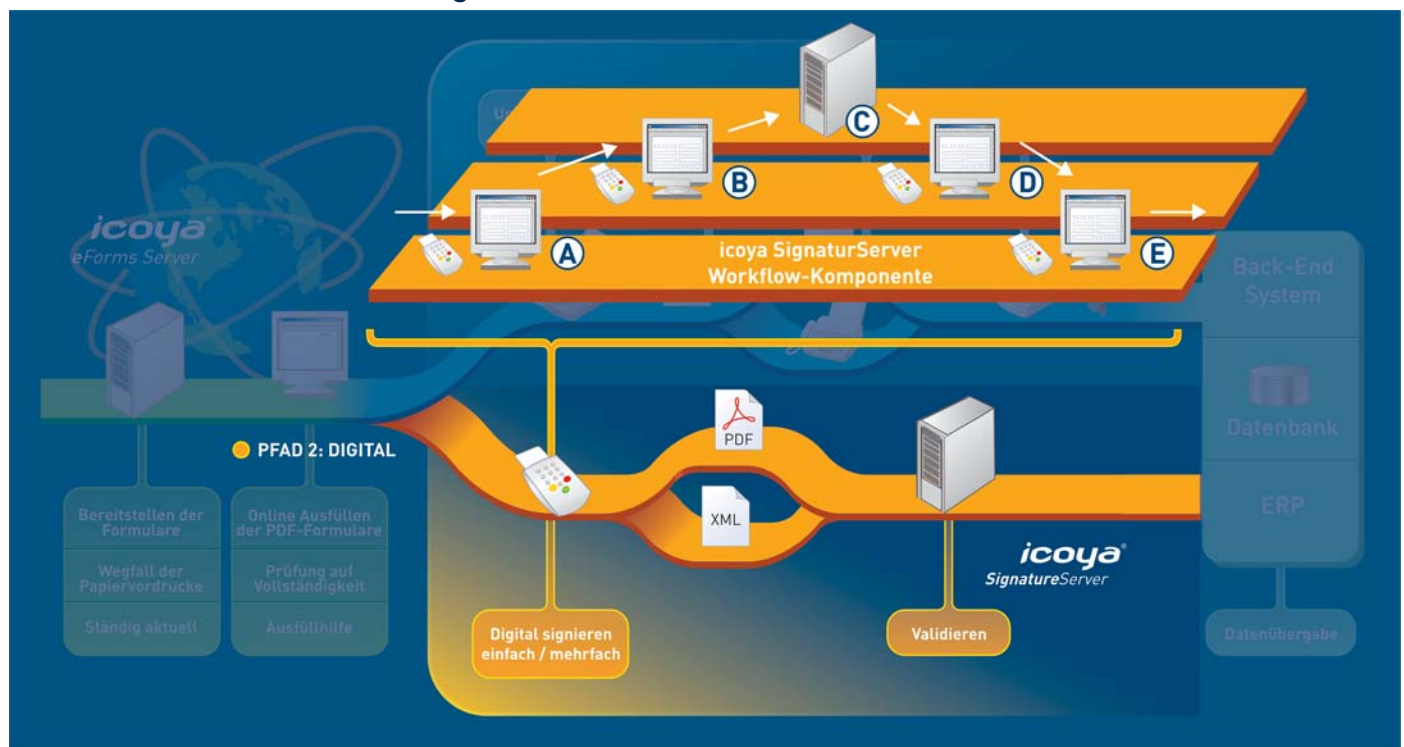 C
B
D
A
E
icoya SignaturServer
Workflow-Komponente
icoya®
eForms Server
Back-End
System
Datenbank
ERP
PFAD 2: DIGITAL
PDF
XML
Bereitstellen der
Formulare
Wegfall der
Papiervordrucke
Ständig aktuell
Online Ausfüllen
der PDF-Formulare
Prüfung auf
Vollständigkeit
Ausfüllhilfe
icoya®
SignatureServer
Digital signieren
einfach / mehrfach
Validieren
Datenübergabe